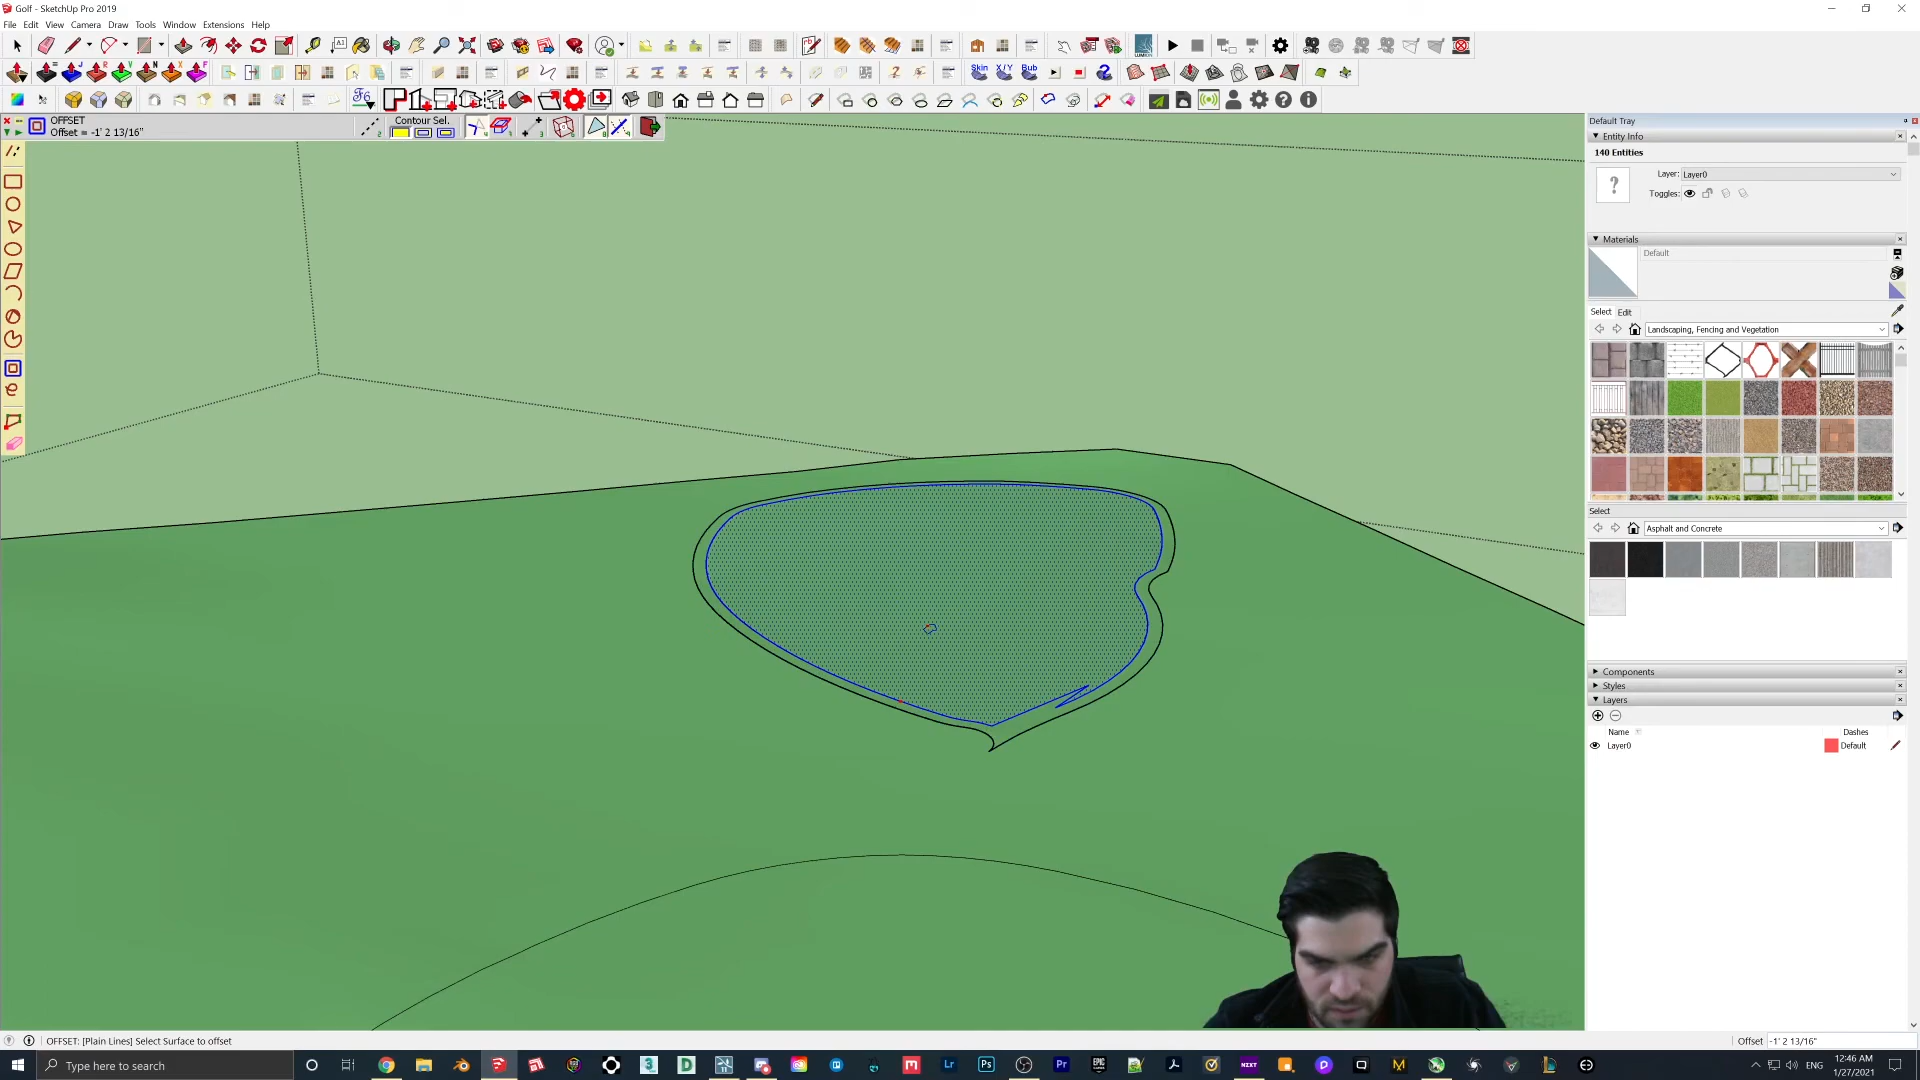 Golf - SketchUp Pro 2019
File Edit View Camera Draw Tools Window Extensions Help
Skin X/Y Bub
OFFSET
Offset = -1' 2 13/16"
Contour Sel.
Default Tray
Entity Info
140 Entities
Layer: Layer0
Toggles:
Materials
Default
Select Edit
Landscaping, Fencing and Vegetation
Select
Asphalt and Concrete
Components
Styles
Layers
Name Dashes
Layer0 Default
OFFSET: [Plain Lines] Select Surface to offset
Offset -1' 2 13/16"
Type here to search
ENG
12:46 AM
1/27/2021